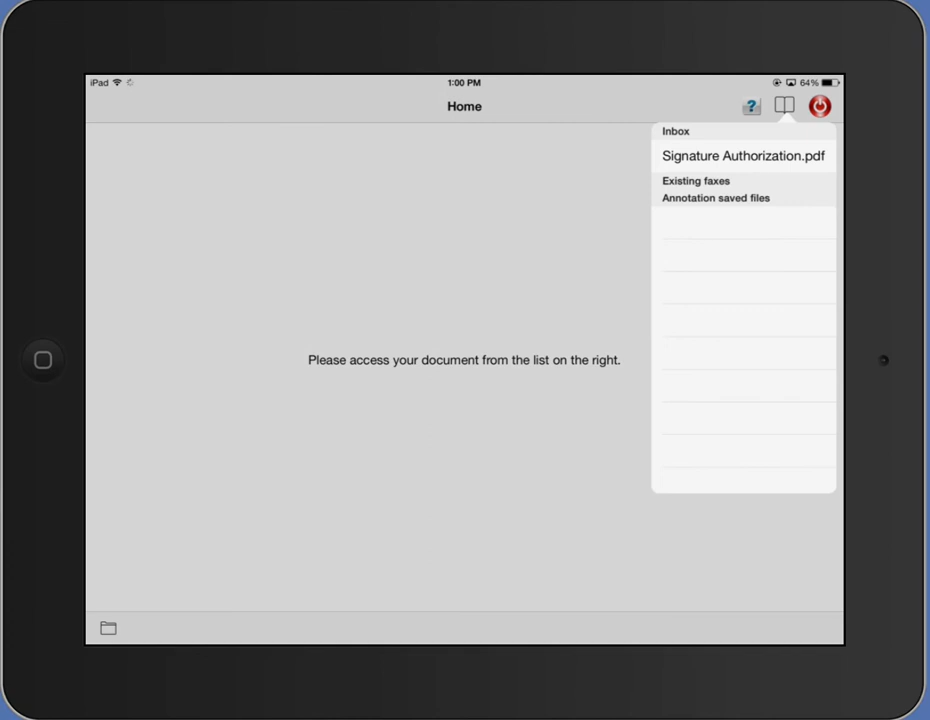 iPad
1:00 PM
64%
Home
?
Inbox
Signature Authorization.pdf
Existing faxes
Annotation saved files
Please access your document from the list on the right.